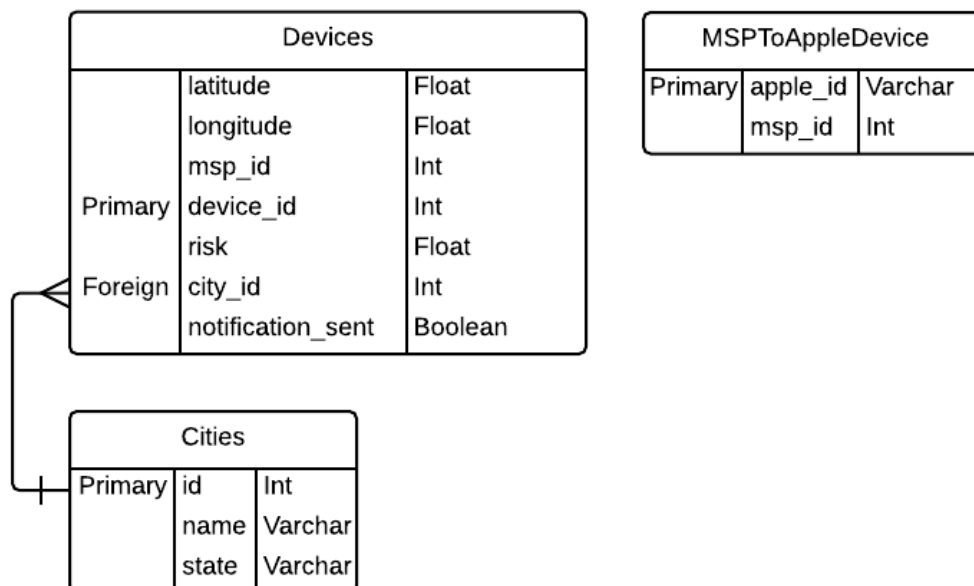 Devices
latitude Float
longitude Float
msp_id Int
Primary device_id Int
risk Float
Foreign city_id Int
notification_sent Boolean
MSPToAppleDevice
Primary apple_id Varchar
msp_id Int
Cities
Primary id Int
name Varchar
state Varchar